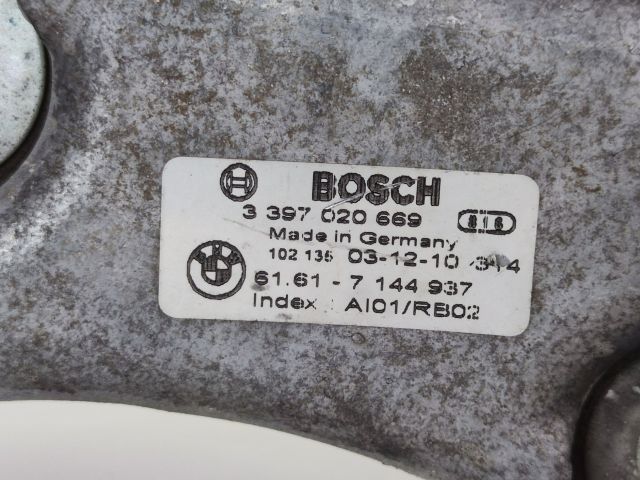 BOSCH
3 397 020 669
Made in Germany
102 135 03-12-10 314
61.61 - 7 144 937
Index : AI01/RB02